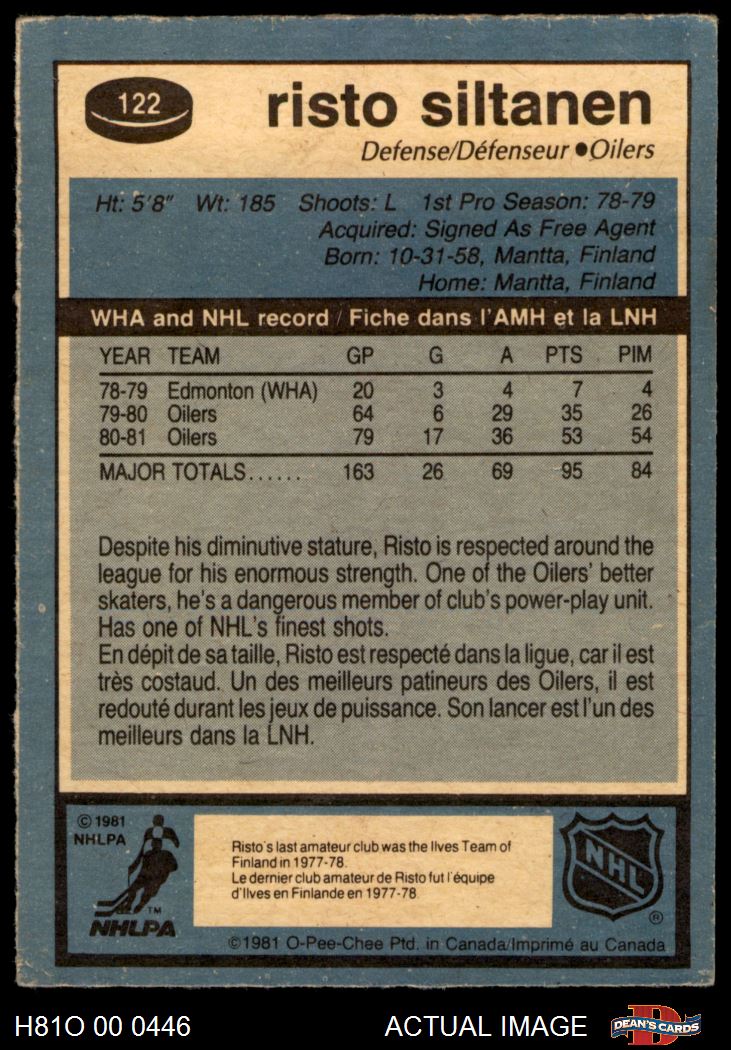 122
risto siltanen
Defense/Défenseur ●Oilers
Ht: 5'8" Wt: 185 Shoots: L 1st Pro Season: 78-79
Acquired: Signed As Free Agent
Born: 10-31-58, Mantta, Finland
Home: Mantta, Finland
WHA and NHL record / Fiche dans l'AMH et la LNH
YEAR TEAM GP G A PTS PIM
78-79 Edmonton (WHA) 20 3 4 7 4
79-80 Oilers 64 6 29 35 26
80-81 Oilers 79 17 36 53 54
MAJOR TOTALS...... 163 26 69 95 84
Despite his diminutive stature, Risto is respected around the
league for his enormous strength. One of the Oilers' better
skaters, he's a dangerous member of club's power-play unit.
Has one of NHL's finest shots.
En dépit de sa taille, Risto est respecté dans la ligue, car il est
très costaud. Un des meilleurs patineurs des Oilers, il est
redouté durant les jeux de puissance. Son lancer est l'un des
meilleurs dans la LNH.
© 1981
NHLPA
TM
NHLPA
Risto's last amateur club was the Ilves Team of
Finland in 1977-78.
Le dernier club amateur de Risto fut l'équipe
d'Ilves en Finlande en 1977-78.
NHL
®
©1981 O-Pee-Chee Ptd. in Canada/Imprimé au Canada
H81O 00 0446
ACTUAL IMAGE
D
DEAN'S CARDS